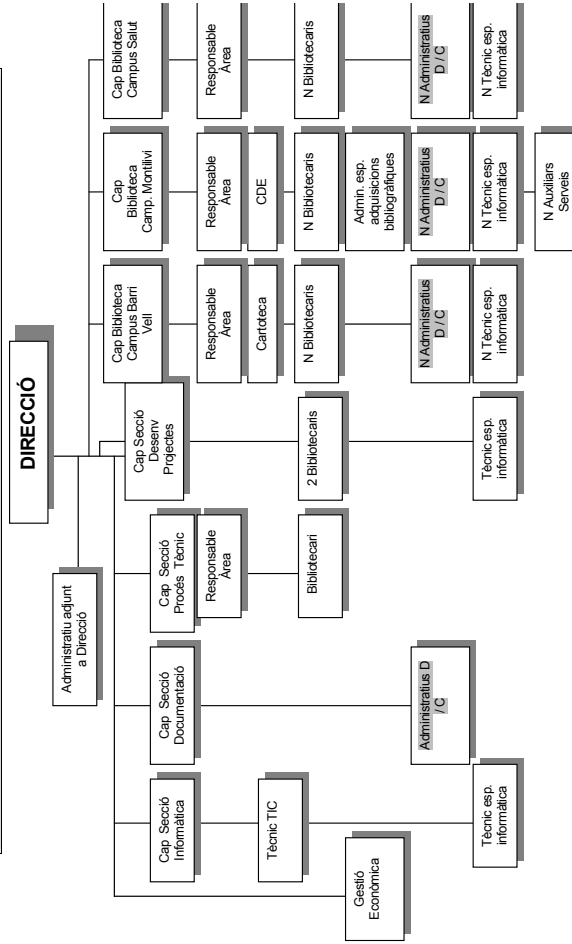 DIRECCIÓ
Administratiu adjunt
a Direcció
Cap Secció
Informàtica
Cap Secció
Documentació
Cap Secció
Procés Tècnic
Cap Secció
Desenv
Projectes
Cap Biblioteca
Campus Barri
Vell
Cap
Biblioteca
Camp. Montilivi
Cap Biblioteca
Campus Salut
Responsable
Àrea
Responsable
Àrea
Responsable
Àrea
Responsable
Àrea
Tècnic TIC
Cartoteca
CDE
Bibliotecari
2 Bibliotecaris
N Bibliotecaris
N Bibliotecaris
N Bibliotecaris
Gestió
Econòmica
Admin. esp.
adquisicions
bibliogràfiques
Administratius D
/ C
N Administratius
D / C
N Administratius
D / C
N Administratius
D / C
Tècnic esp.
informàtica
Tècnic esp.
informàtica
N Tècnic esp.
informàtica
N Tècnic esp.
informàtica
N Tècnic esp.
informàtica
N Auxiliars
Serveis